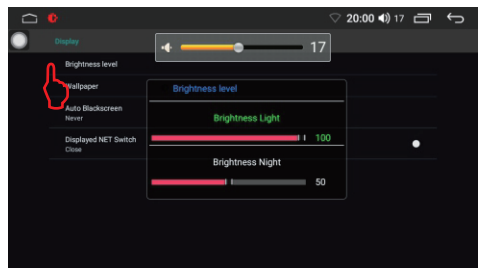 20:00 17
Display
17
Brightness level
Wallpaper
Auto Blackscreen
Never
Displayed NET Switch
Close
Brightness level
Brightness Light
100
Brightness Night
50